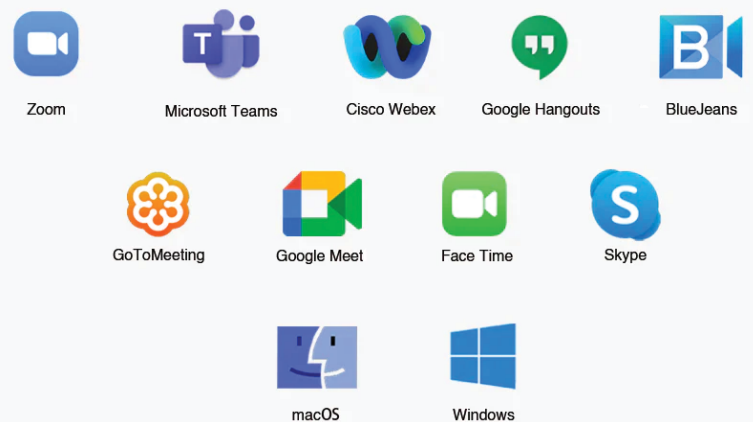 Zoom
Microsoft Teams
Cisco Webex
Google Hangouts
BlueJeans
GoToMeeting
Google Meet
Face Time
Skype
macOS
Windows